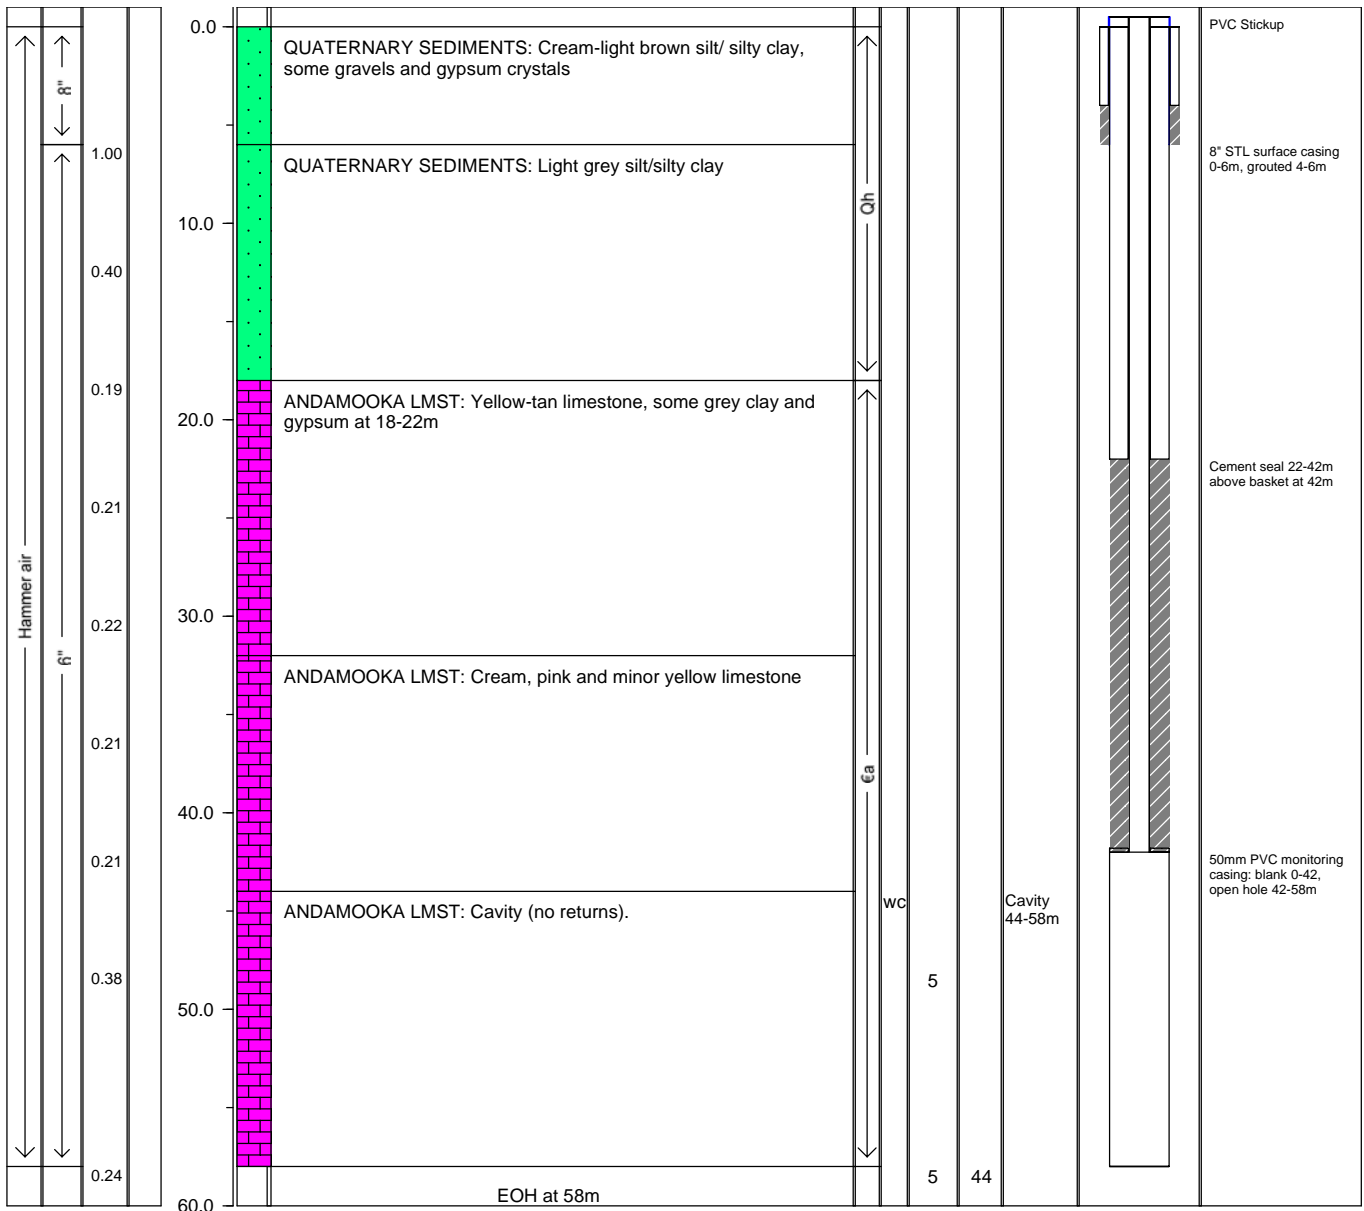 0.0
PVC Stickup
QUATERNARY SEDIMENTS: Cream-light brown silt/ silty clay,
some gravels and gypsum crystals
8"
1.00
8" STL surface casing
0-6m, grouted 4-6m
QUATERNARY SEDIMENTS: Light grey silt/silty clay
Qh
10.0
0.40
0.19
ANDAMOOKA LMST: Yellow-tan limestone, some grey clay and
gypsum at 18-22m
20.0
Cement seal 22-42m
above basket at 42m
0.21
Hammer air
30.0
0.22
6"
ANDAMOOKA LMST: Cream, pink and minor yellow limestone
0.21
Єa
40.0
0.21
50mm PVC monitoring
casing: blank 0-42,
open hole 42-58m
wc
Cavity
44-58m
ANDAMOOKA LMST: Cavity (no returns).
0.38
5
50.0
0.24
5
44
EOH at 58m
60.0